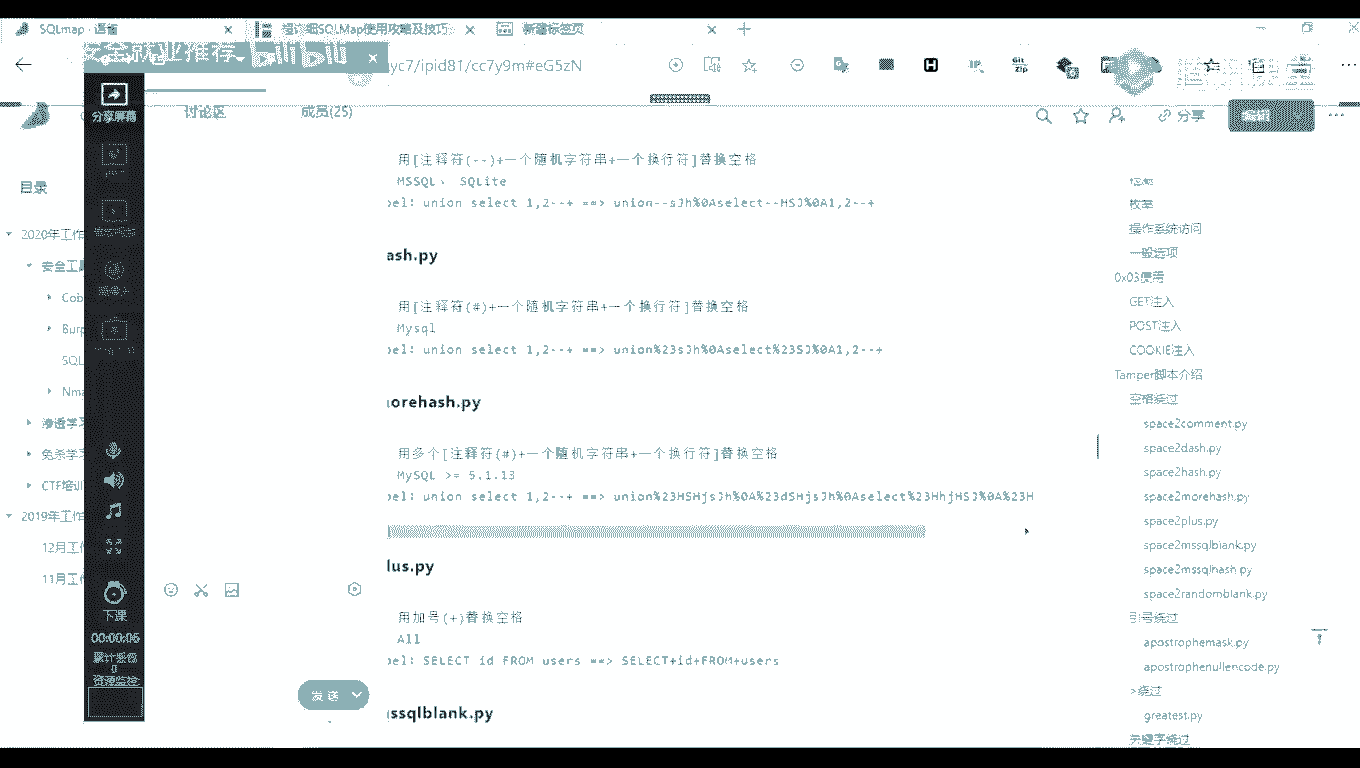 SQLmap · 语雀
超详细SQLMap使用攻略及技巧
新建标签页
安全就业推荐
bili bili
yc7/ipid81/cc7y9m#eG5zN
分享屏幕
讨论区
成员(25)
分享
目录
2020年工作
安全工具
Cob
Burp
SQL
Nma
渗透学习
免杀学习
CTF培训
2019年工作
12月工作
11月工作
下课
00:00:06
累计丢包
0
资源监控:
发送
用[注释符(--)+一个随机字符串+一个换行符]替换空格
MSSQL、 SQLite
el: union select 1,2--+ ==> union--sJh%0Aselect--HSJ%0A1,2--+
ash.py
用[注释符(#)+一个随机字符串+一个换行符]替换空格
Mysql
el: union select 1,2--+ ==> union%23sJh%0Aselect%23SJ%0A1,2--+
orehash.py
用多个[注释符(#)+一个随机字符串+一个换行符]替换空格
MySQL >= 5.1.13
el: union select 1,2--+ ==> union%23HSHjsJh%0A%23dSHjsJh%0Aselect%23HhjHSJ%0A%23H
lus.py
用加号(+)替换空格
All
el: SELECT id FROM users ==> SELECT+id+FROM+users
ssqlblank.py
枚举
操作系统访问
一般选项
0x03使用
GET注入
POST注入
COOKIE注入
Tamper脚本介绍
空格绕过
space2comment.py
space2dash.py
space2hash.py
space2morehash.py
space2plus.py
space2mssqlblank.py
space2mssqlhash.py
space2randomblank.py
引号绕过
apostrophemask.py
apostrophenullencode.py
>绕过
greatest.py
关键字绕过